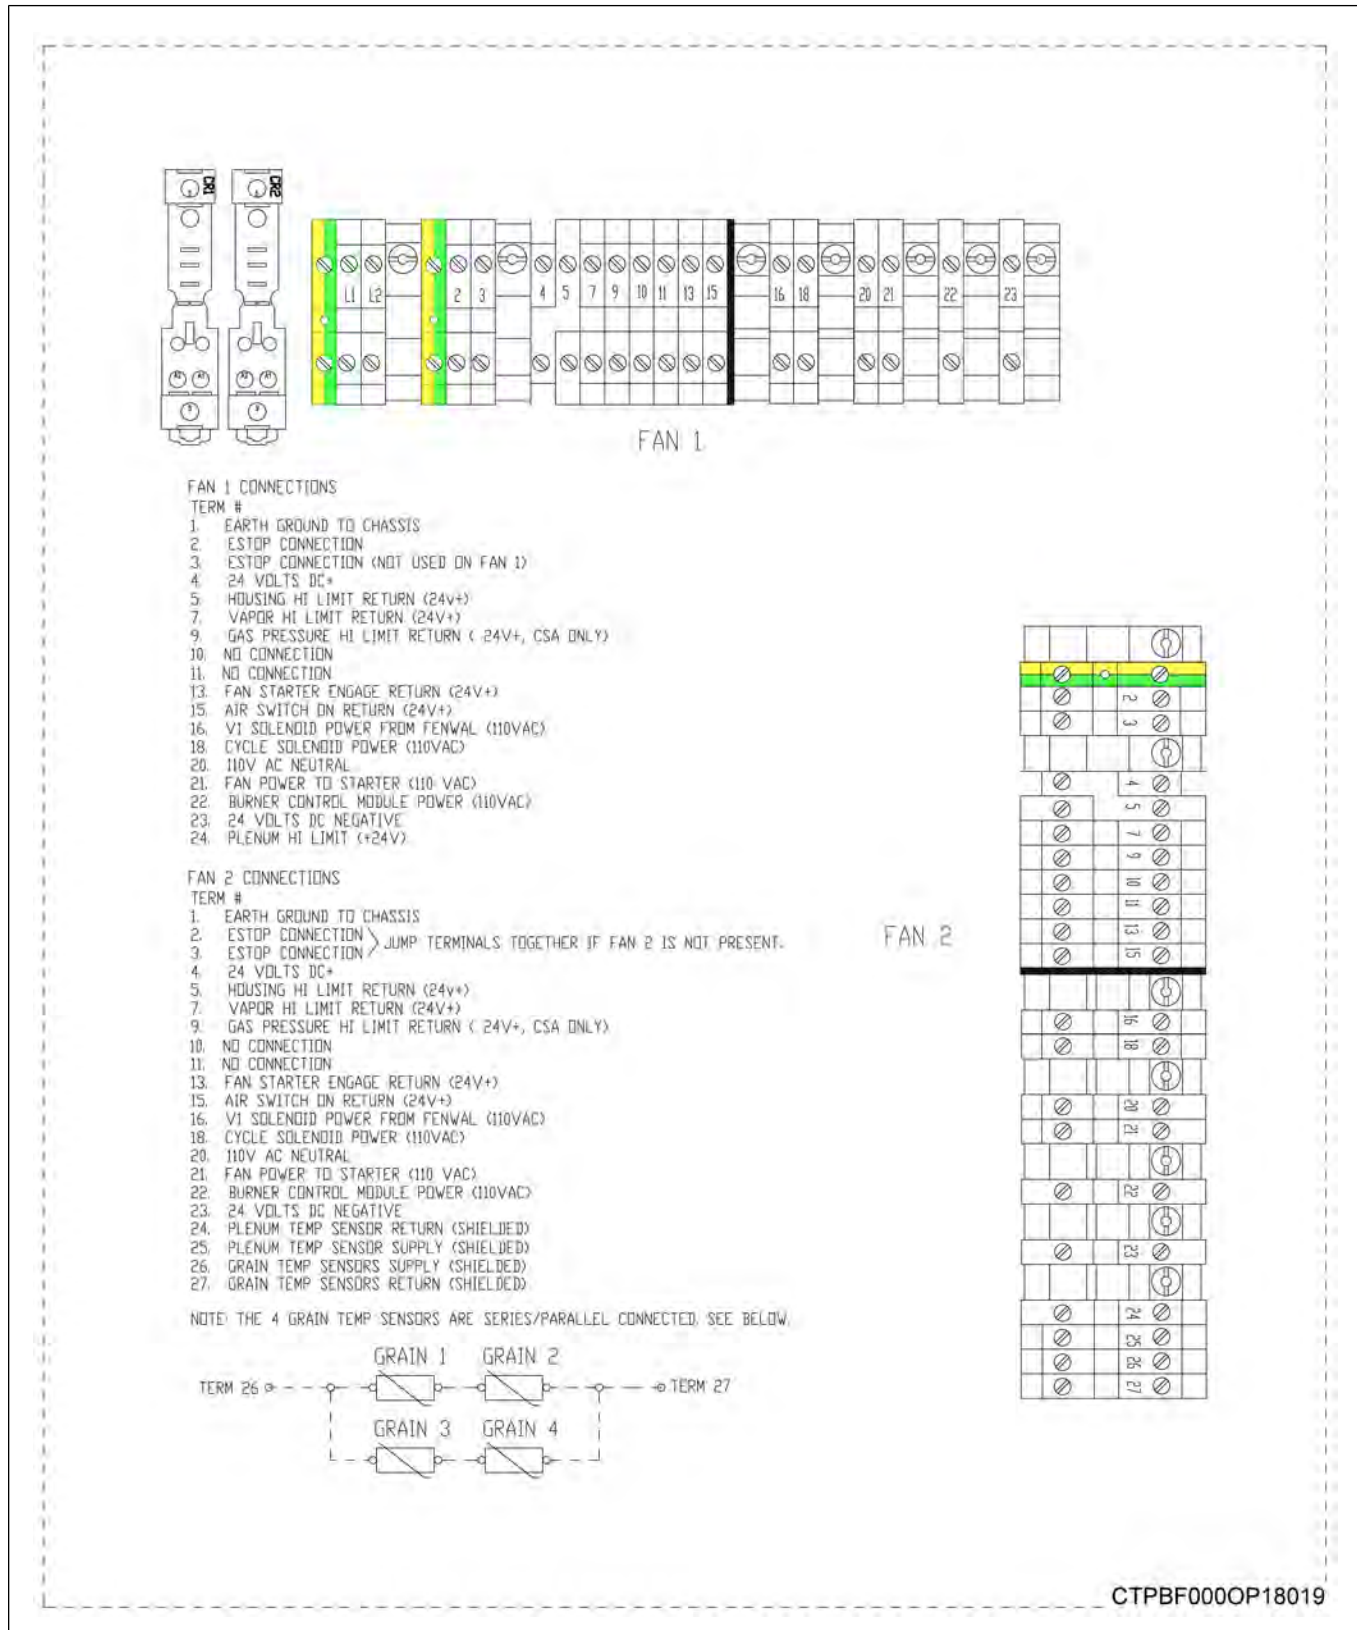 CR1 CR2
L1 L2 2 3 4 5 7 9 10 11 13 15 16 18 20 21 22 23
A2 A1 A2 A1
FAN 1
FAN 1 CONNECTIONS
TERM #
1. EARTH GROUND TO CHASSIS
2. ESTOP CONNECTION
3. ESTOP CONNECTION (NOT USED ON FAN 1)
4. 24 VOLTS DC+
5. HOUSING HI LIMIT RETURN (24V+)
7. VAPOR HI LIMIT RETURN (24V+)
9. GAS PRESSURE HI LIMIT RETURN ( 24V+, CSA ONLY)
10. NO CONNECTION
11. NO CONNECTION
13. FAN STARTER ENGAGE RETURN (24V+)
15. AIR SWITCH ON RETURN (24V+)
16. V1 SOLENOID POWER FROM FENWAL (110VAC)
18. CYCLE SOLENOID POWER (110VAC)
20. 110V AC NEUTRAL
21. FAN POWER TO STARTER (110 VAC)
22. BURNER CONTROL MODULE POWER (110VAC)
23. 24 VOLTS DC NEGATIVE
24. PLENUM HI LIMIT (+24V)
FAN 2 CONNECTIONS
TERM #
1. EARTH GROUND TO CHASSIS
2. ESTOP CONNECTION
3. ESTOP CONNECTION
JUMP TERMINALS TOGETHER IF FAN 2 IS NOT PRESENT.
4. 24 VOLTS DC+
5. HOUSING HI LIMIT RETURN (24v+)
7. VAPOR HI LIMIT RETURN (24V+)
9. GAS PRESSURE HI LIMIT RETURN ( 24V+, CSA ONLY)
10. NO CONNECTION
11. NO CONNECTION
13. FAN STARTER ENGAGE RETURN (24V+)
15. AIR SWITCH ON RETURN (24V+)
16. V1 SOLENOID POWER FROM FENWAL (110VAC)
18. CYCLE SOLENOID POWER (110VAC)
20. 110V AC NEUTRAL
21. FAN POWER TO STARTER (110 VAC)
22. BURNER CONTROL MODULE POWER (110VAC)
23. 24 VOLTS DC NEGATIVE
24. PLENUM TEMP SENSOR RETURN (SHIELDED)
25. PLENUM TEMP SENSOR SUPPLY (SHIELDED)
26. GRAIN TEMP SENSORS SUPPLY (SHIELDED)
27. GRAIN TEMP SENSORS RETURN (SHIELDED)
NOTE: THE 4 GRAIN TEMP SENSORS ARE SERIES/PARALLEL CONNECTED. SEE BELOW.
GRAIN 1 GRAIN 2
TERM 26 TERM 27
GRAIN 3 GRAIN 4
FAN 2
2
3
4
5
7
9
10
11
13
15
16
18
20
21
22
23
24
25
26
27
CTPBF000OP18019